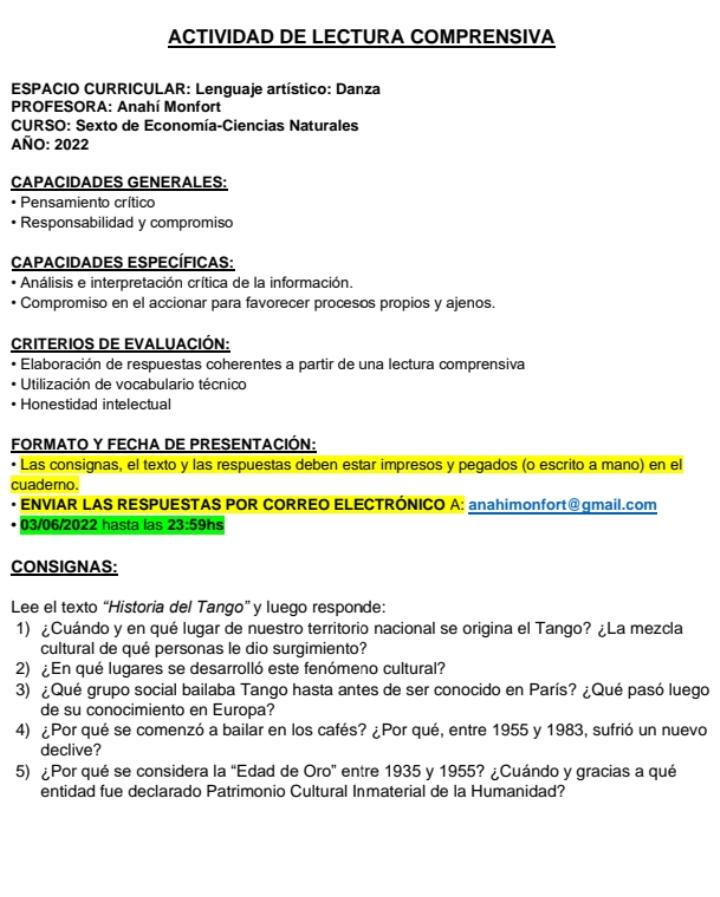 ACTIVIDAD DE LECTURA COMPRENSIVA
ESPACIO CURRICULAR: Lenguaje artístico: Danza
PROFESORA: Anahí Monfort
CURSO: Sexto de Economía-Ciencias Naturales
AÑO: 2022
CAPACIDADES GENERALES:
• Pensamiento crítico
• Responsabilidad y compromiso
CAPACIDADES ESPECÍFICAS:
• Análisis e interpretación crítica de la información.
• Compromiso en el accionar para favorecer procesos propios y ajenos.
CRITERIOS DE EVALUACIÓN:
• Elaboración de respuestas coherentes a partir de una lectura comprensiva
• Utilización de vocabulario técnico
• Honestidad intelectual
FORMATO Y FECHA DE PRESENTACIÓN:
• Las consignas, el texto y las respuestas deben estar impresos y pegados (o escrito a mano) en el
cuaderno.
• ENVIAR LAS RESPUESTAS POR CORREO ELECTRÓNICO A: anahimonfort@gmail.com
• 03/06/2022 hasta las 23:59hs
CONSIGNAS:
Lee el texto “Historia del Tango” y luego responde:
1) ¿Cuándo y en qué lugar de nuestro territorio nacional se origina el Tango? ¿La mezcla
cultural de qué personas le dio surgimiento?
2) ¿En qué lugares se desarrolló este fenómeno cultural?
3) ¿Qué grupo social bailaba Tango hasta antes de ser conocido en París? ¿Qué pasó luego
de su conocimiento en Europa?
4) ¿Por qué se comenzó a bailar en los cafés? ¿Por qué, entre 1955 y 1983, sufrió un nuevo
declive?
5) ¿Por qué se considera la “Edad de Oro” entre 1935 y 1955? ¿Cuándo y gracias a qué
entidad fue declarado Patrimonio Cultural Inmaterial de la Humanidad?